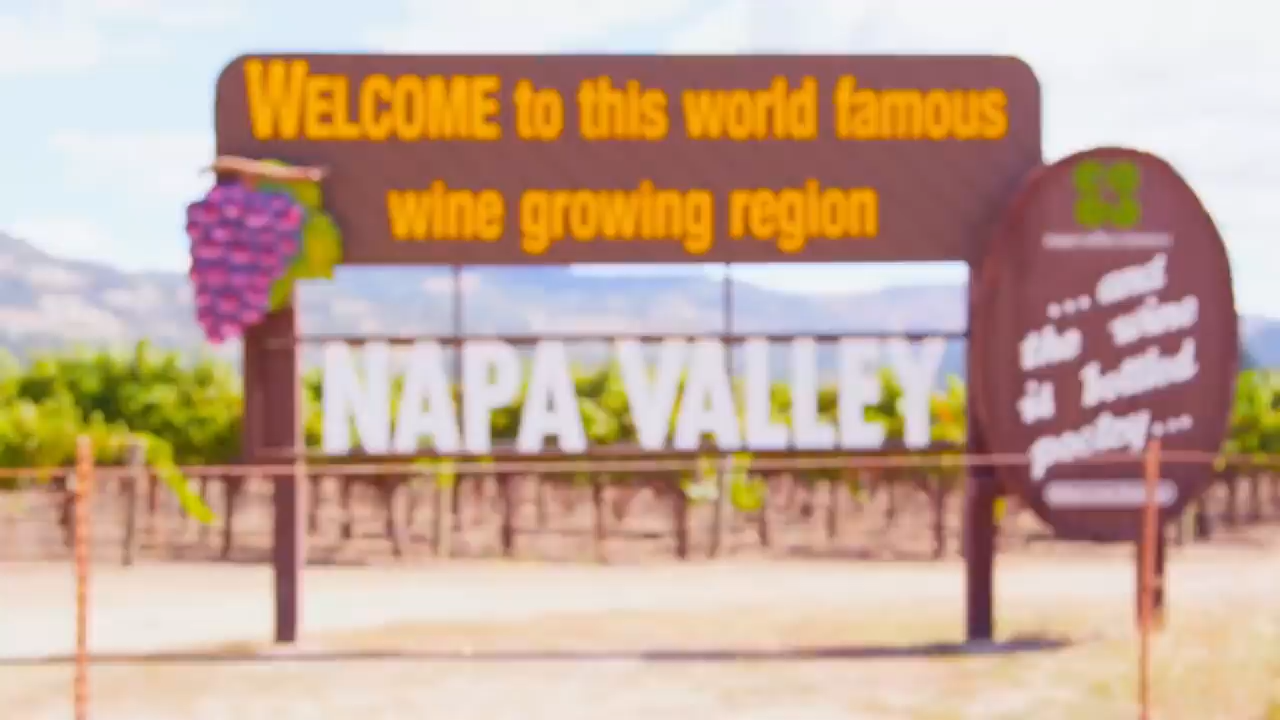 WELCOME to this world famous
wine growing region
NAPA VALLEY
...and
the wine
is bottled
poetry...